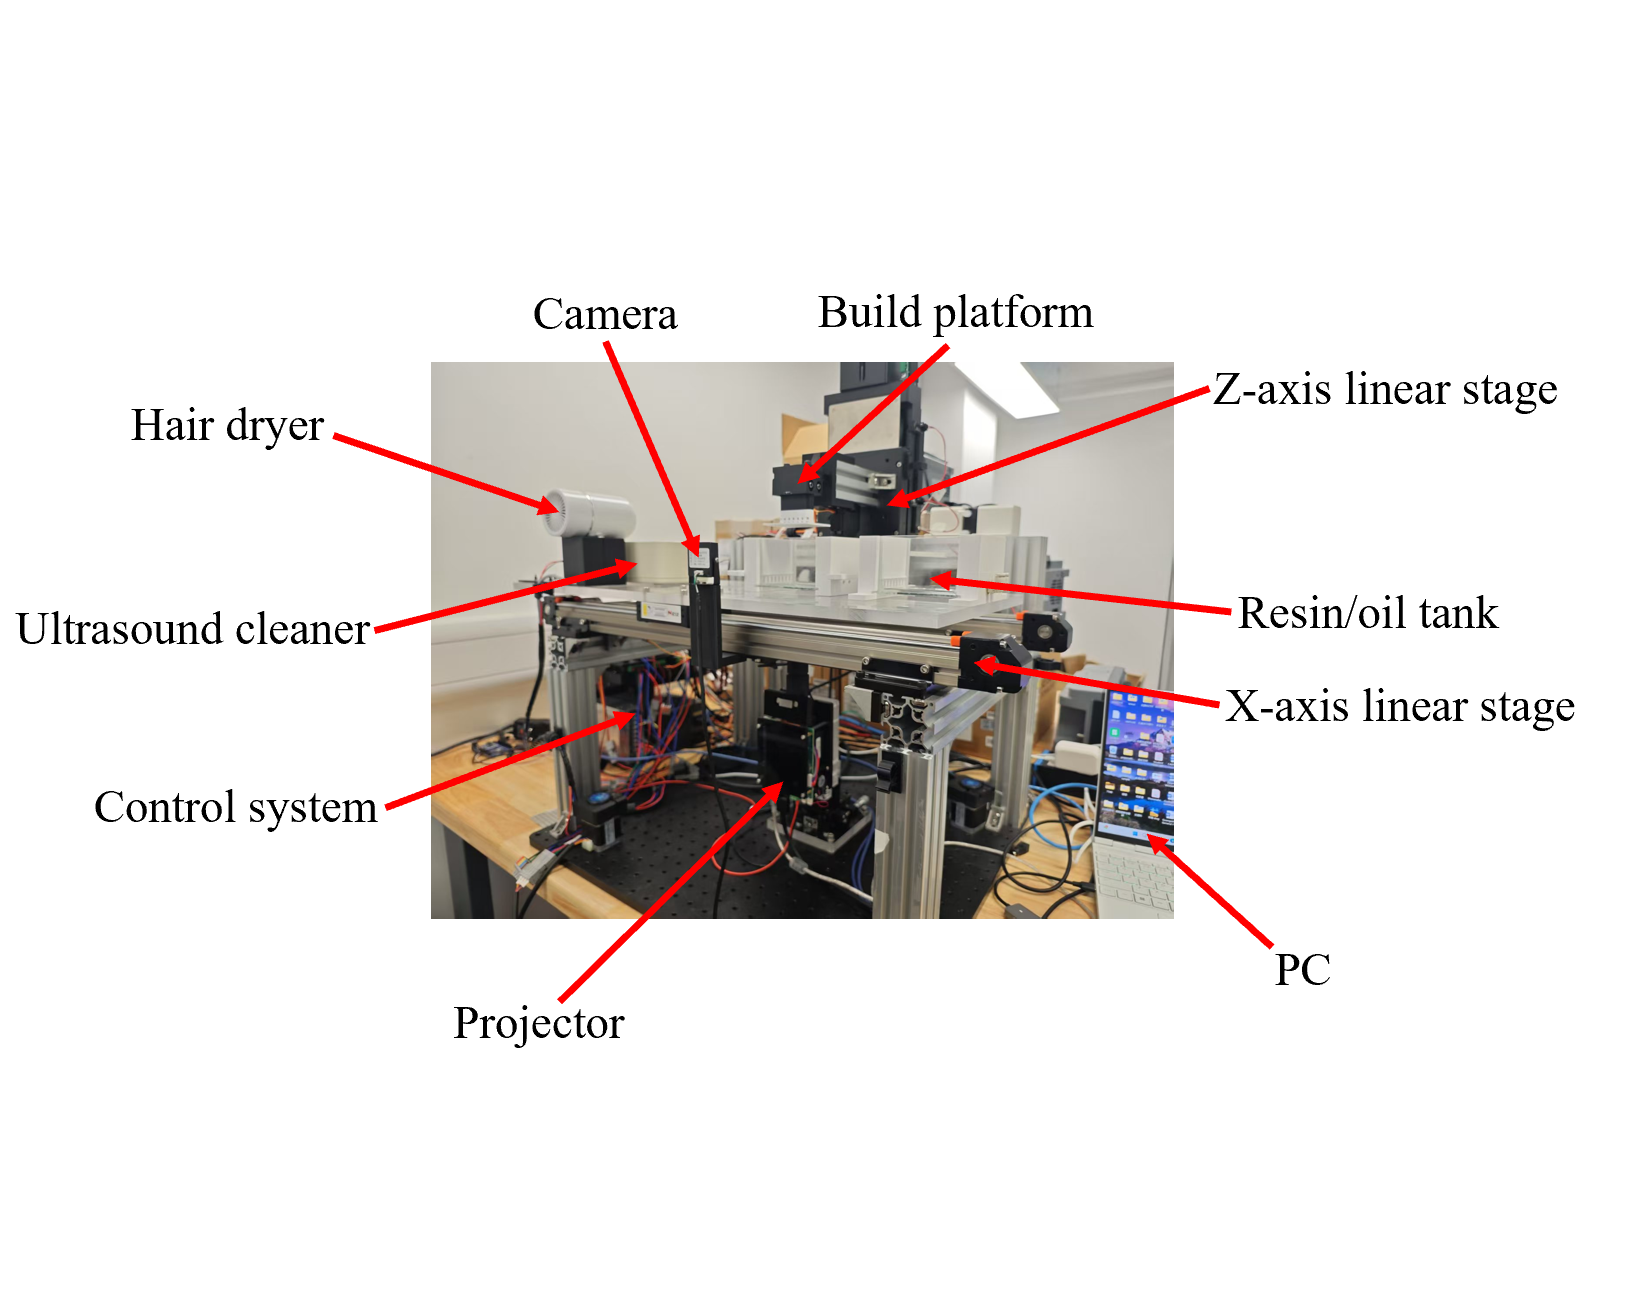 Camera
Build platform
Z-axis linear stage
Hair dryer
Ultrasound cleaner
Resin/oil tank
X-axis linear stage
Control system
PC
Projector